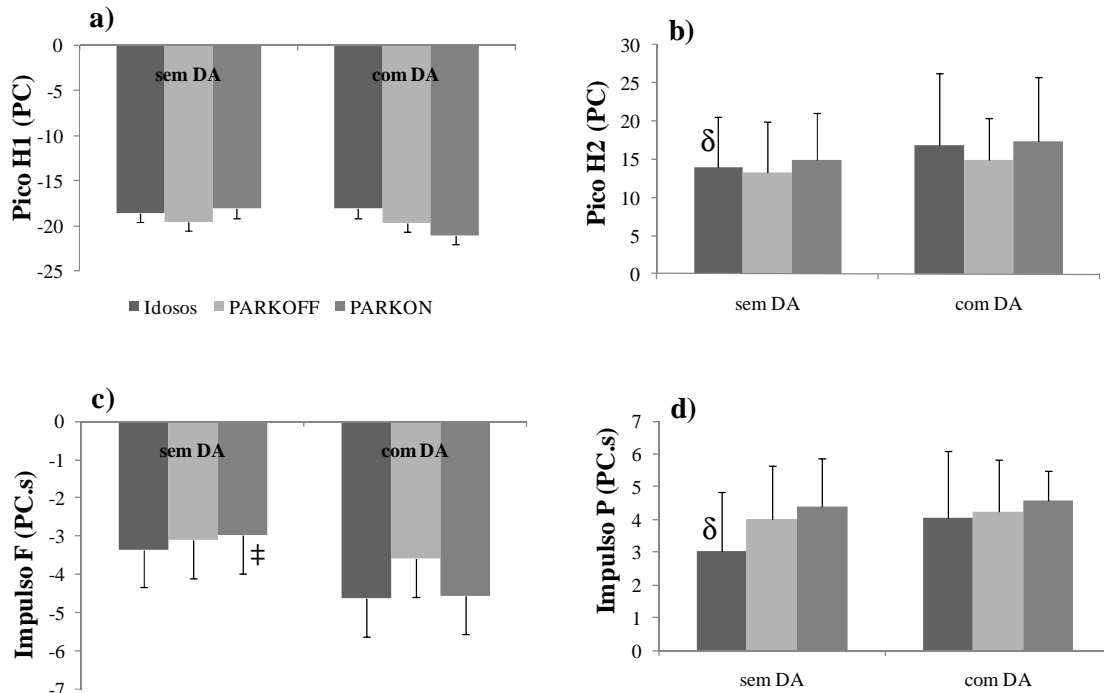 a)
Pico H1 (PC)
0
-5
-10
-15
-20
-25
sem DA
com DA
Idosos PARKOFF PARKON
b)
Pico H2 (PC)
30
25
20
15
10
5
0
δ
sem DA
com DA
c)
Impulso F (PC.s)
0
-1
-2
-3
-4
-5
-6
-7
sem DA
com DA
‡
d)
Impulso P (PC.s)
7
6
5
4
3
2
1
0
δ
sem DA
com DA